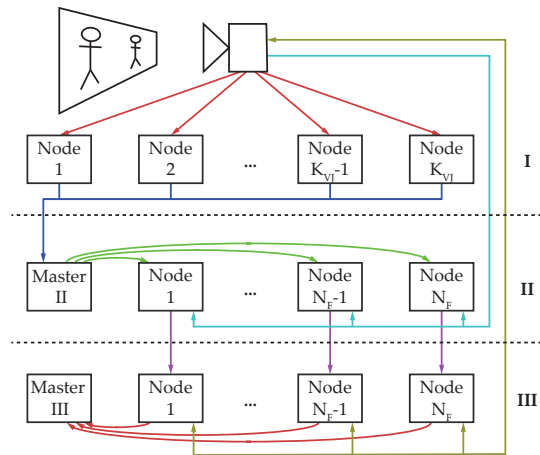 Node
1
Node
2
...
Node
K_VJ-1
Node
K_VJ
I
Master
II
Node
1
...
Node
N_F-1
Node
N_F
II
Master
III
Node
1
...
Node
N_F-1
Node
N_F
III